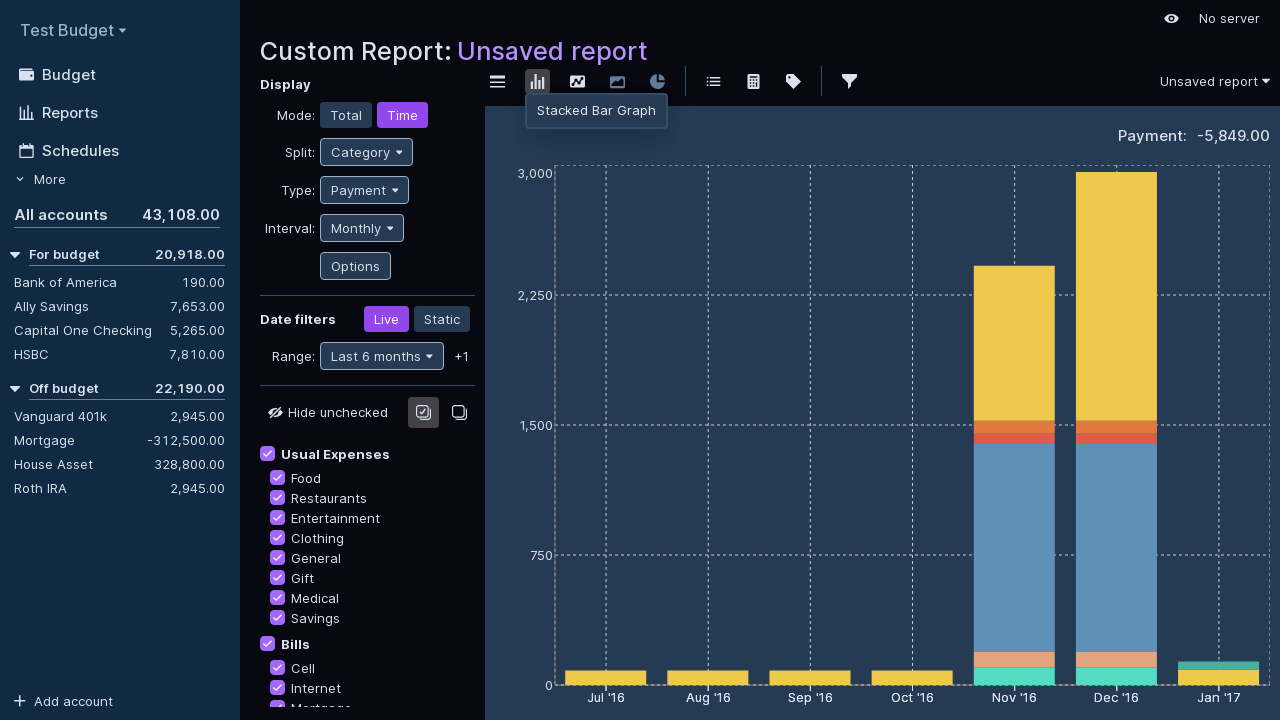 Test Budget
Budget
Reports
Schedules
More
All accounts 43,108.00
For budget 20,918.00
Bank of America 190.00
Ally Savings 7,653.00
Capital One Checking 5,265.00
HSBC 7,810.00
Off budget 22,190.00
Vanguard 401k 2,945.00
Mortgage -312,500.00
House Asset 328,800.00
Roth IRA 2,945.00
Add account
No server
Custom Report: Unsaved report
Display
Mode: Total Time
Split: Category
Type: Payment
Interval: Monthly
Options
Date filters Live Static
Range: Last 6 months +1
Hide unchecked
Usual Expenses
Food
Restaurants
Entertainment
Clothing
General
Gift
Medical
Savings
Bills
Cell
Internet
Mortgage
Unsaved report
Stacked Bar Graph
Payment: -5,849.00
3,000
2,250
1,500
750
0
Jul '16 Aug '16 Sep '16 Oct '16 Nov '16 Dec '16 Jan '17